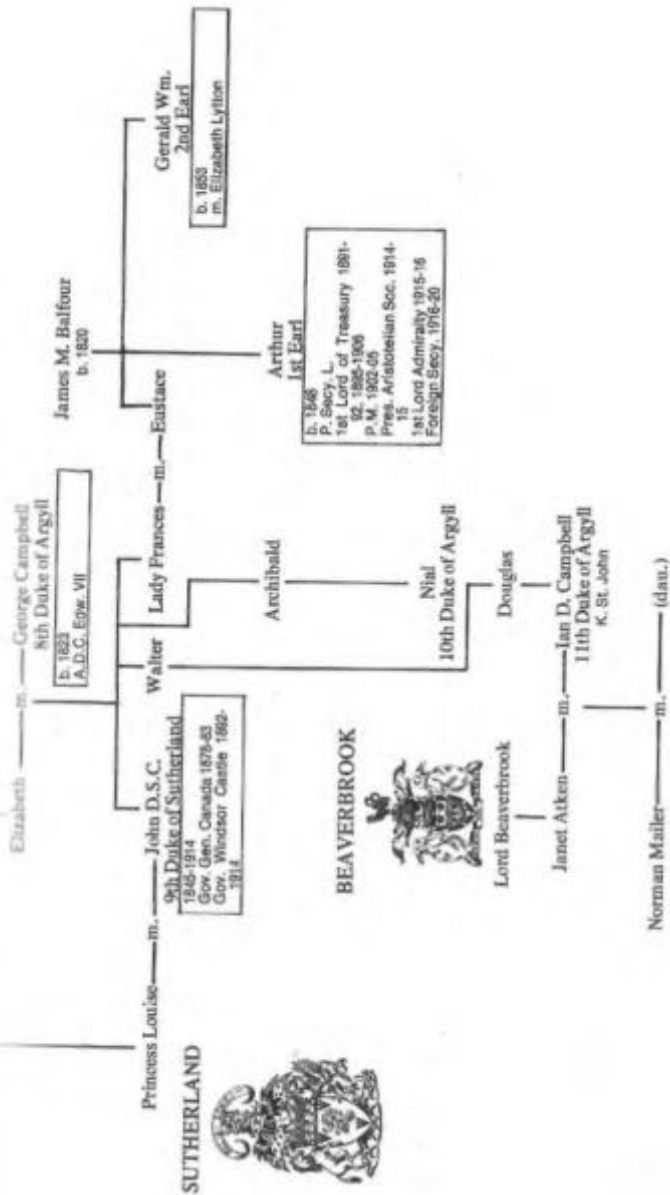 Elizabeth —— m. —— George Campbell
8th Duke of Argyll
b. 1823
A.D.C. Edw. VII
James M. Balfour
b. 1820
Princess Louise — m. — John D.S.C.
9th Duke of Sutherland
1845-1914
Gov. Gen. Canada 1878-83
Gov. Windsor Castle 1892-
1914
Walter
Lady Frances — m. — Eustace
Gerald Wm.
2nd Earl
b. 1853
m. Elizabeth Lytton
SUTHERLAND
Archibald
Arthur
1st Earl
b. 1848
P. Secy. L.
1st Lord of Treasury 1891-
92, 1895-1906
P.M. 1902-05
Pres. Aristotelian Soc. 1914-
15
1st Lord Admiralty 1915-16
Foreign Secy. 1916-20
BEAVERBROOK
Nial
10th Duke of Argyll
Lord Beaverbrook
Douglas
Janet Atken — m. — Ian D. Campbell
11th Duke of Argyll
K. St. John
Norman Mailer —— m. —— (dau.)